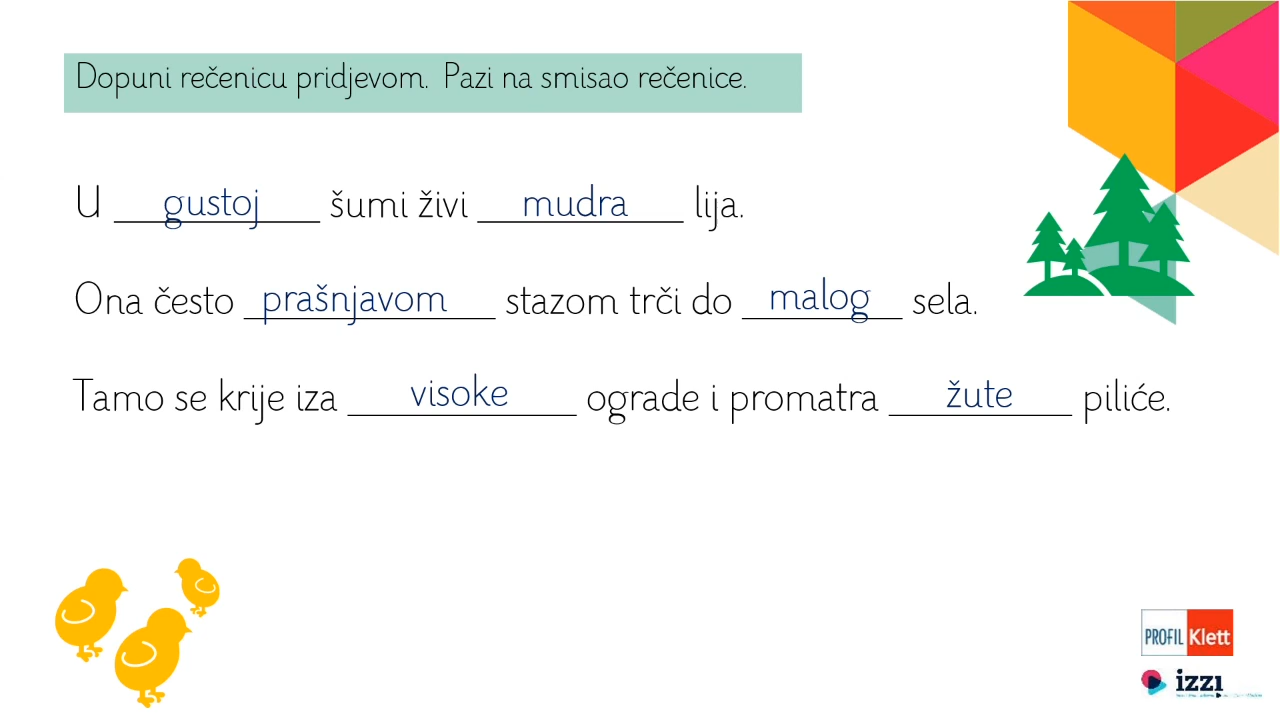 Dopuni rečenicu pridjevom. Pazi na smisao rečenice.
U gustoj šumi živi mudra lija.
Ona često prašnjavom stazom trči do malog sela.
Tamo se krije iza visoke ograde i promatra žute piliće.
PROFIL Klett
izzi